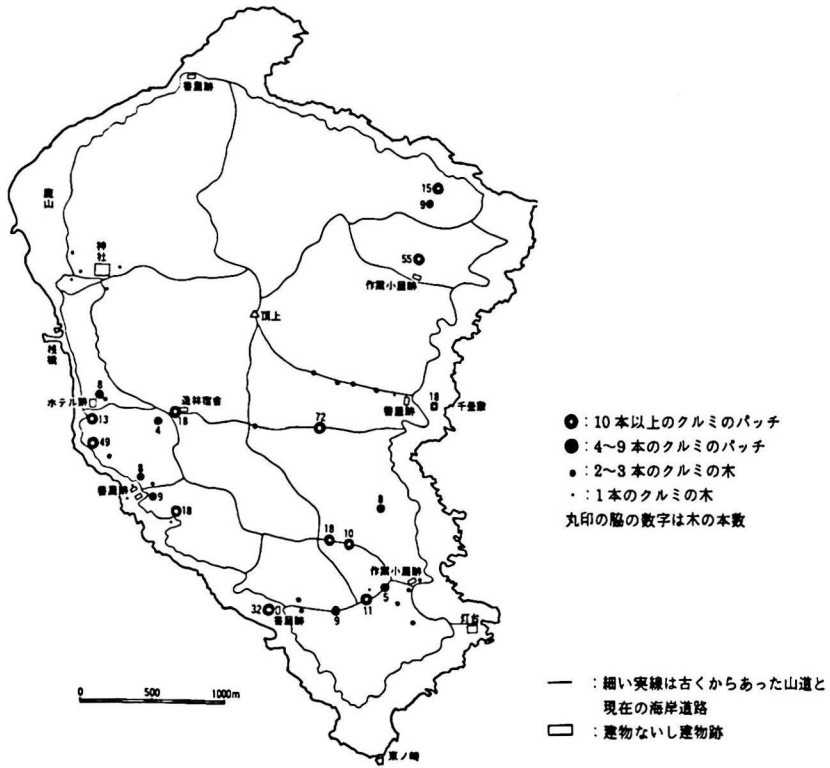 番屋跡
鷹山
神社
15
9
55
作業小屋跡
頂上
桟橋
8
ホテル跡
造林宿舎
18
13
4
49
72
番屋跡
18
千畳敷
8
番屋跡
9
18
8
18
10
作業小屋跡
5
11
9
32
番屋跡
灯台
東ノ崎
0 500 1000m
◎：10本以上のクルミのパッチ
●：4〜9本のクルミのパッチ
•：2〜3本のクルミの木
·：1本のクルミの木
丸印の脇の数字は木の本数
―：細い実線は古くからあった山道と
現在の海岸道路
□：建物ないし建物跡